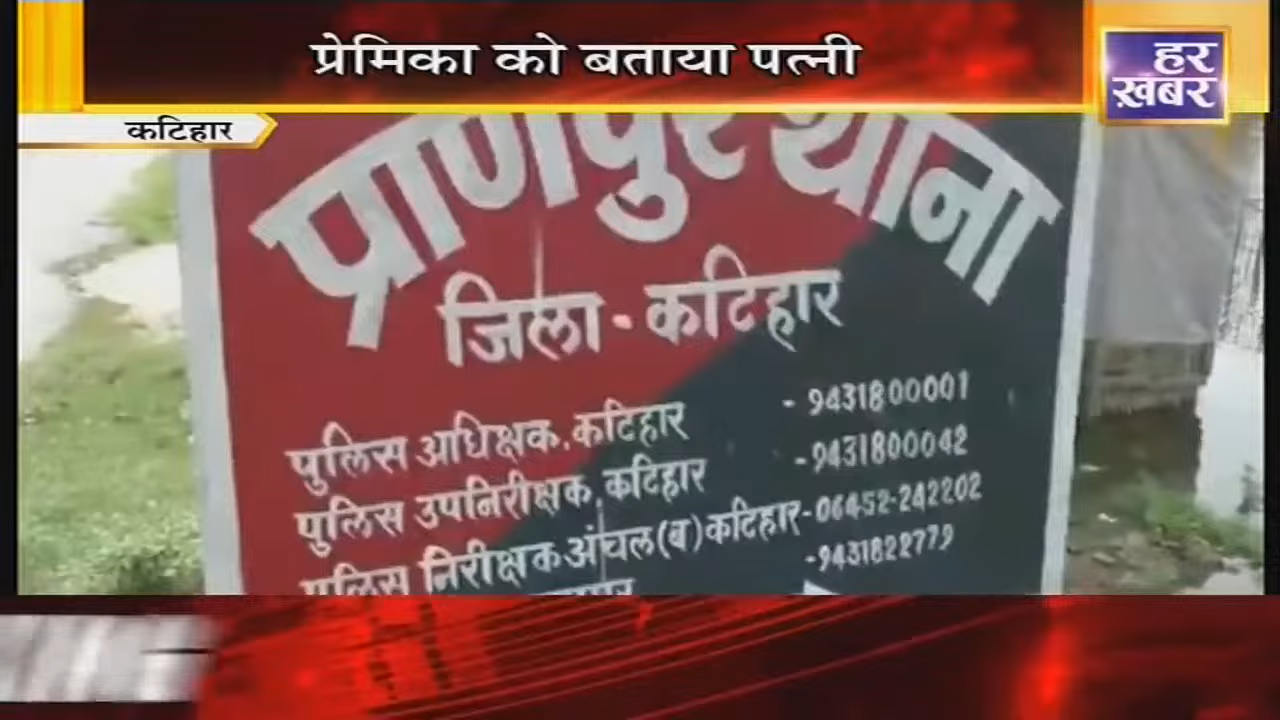 प्रेमिका को बताया पत्नी
हर
ख़बर
कटिहार
प्राणपुर थाना
जिला - कटिहार
पुलिस अधिक्षक, कटिहार - 9431800001
पुलिस उपनिरीक्षक, कटिहार - 9431800042
पुलिस निरीक्षक अंचल (ब) कटिहार - 06452-242202
- 9431822779